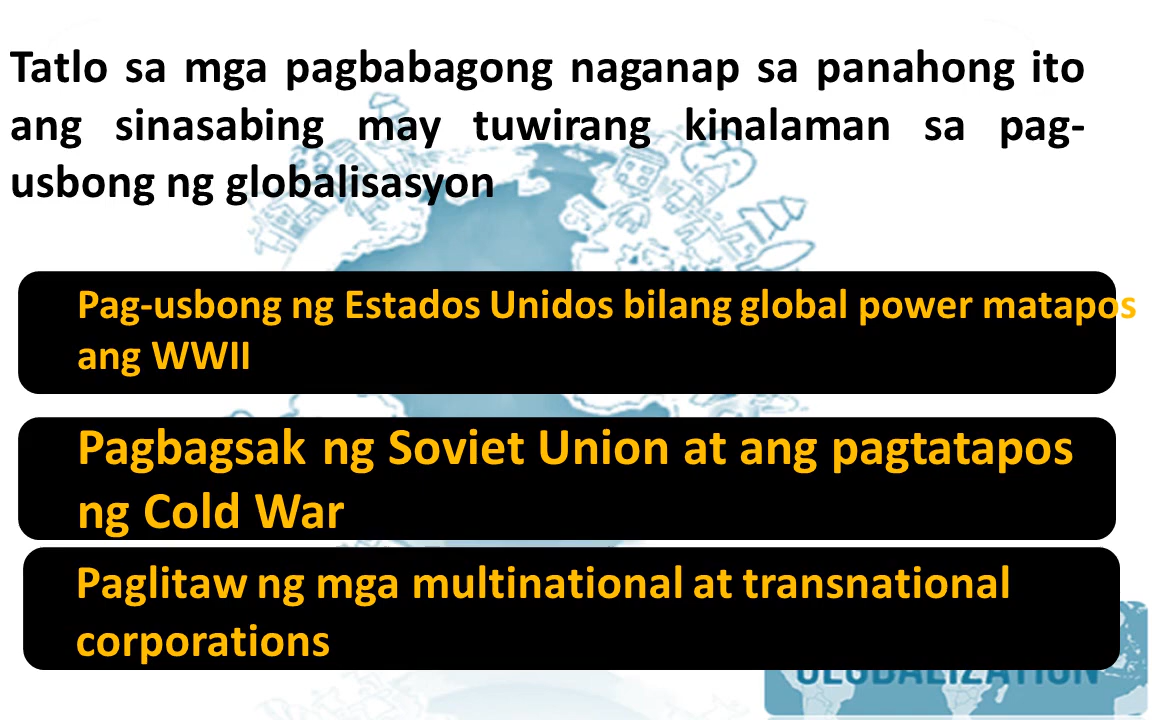 Tatlo sa mga pagbabagong naganap sa panahong ito
ang sinasabing may tuwirang kinalaman sa pag-
usbong ng globalisasyon
Pag-usbong ng Estados Unidos bilang global power matapos
ang WWII
Pagbagsak ng Soviet Union at ang pagtatapos
ng Cold War
Paglitaw ng mga multinational at transnational
corporations
GLOBALIZATION